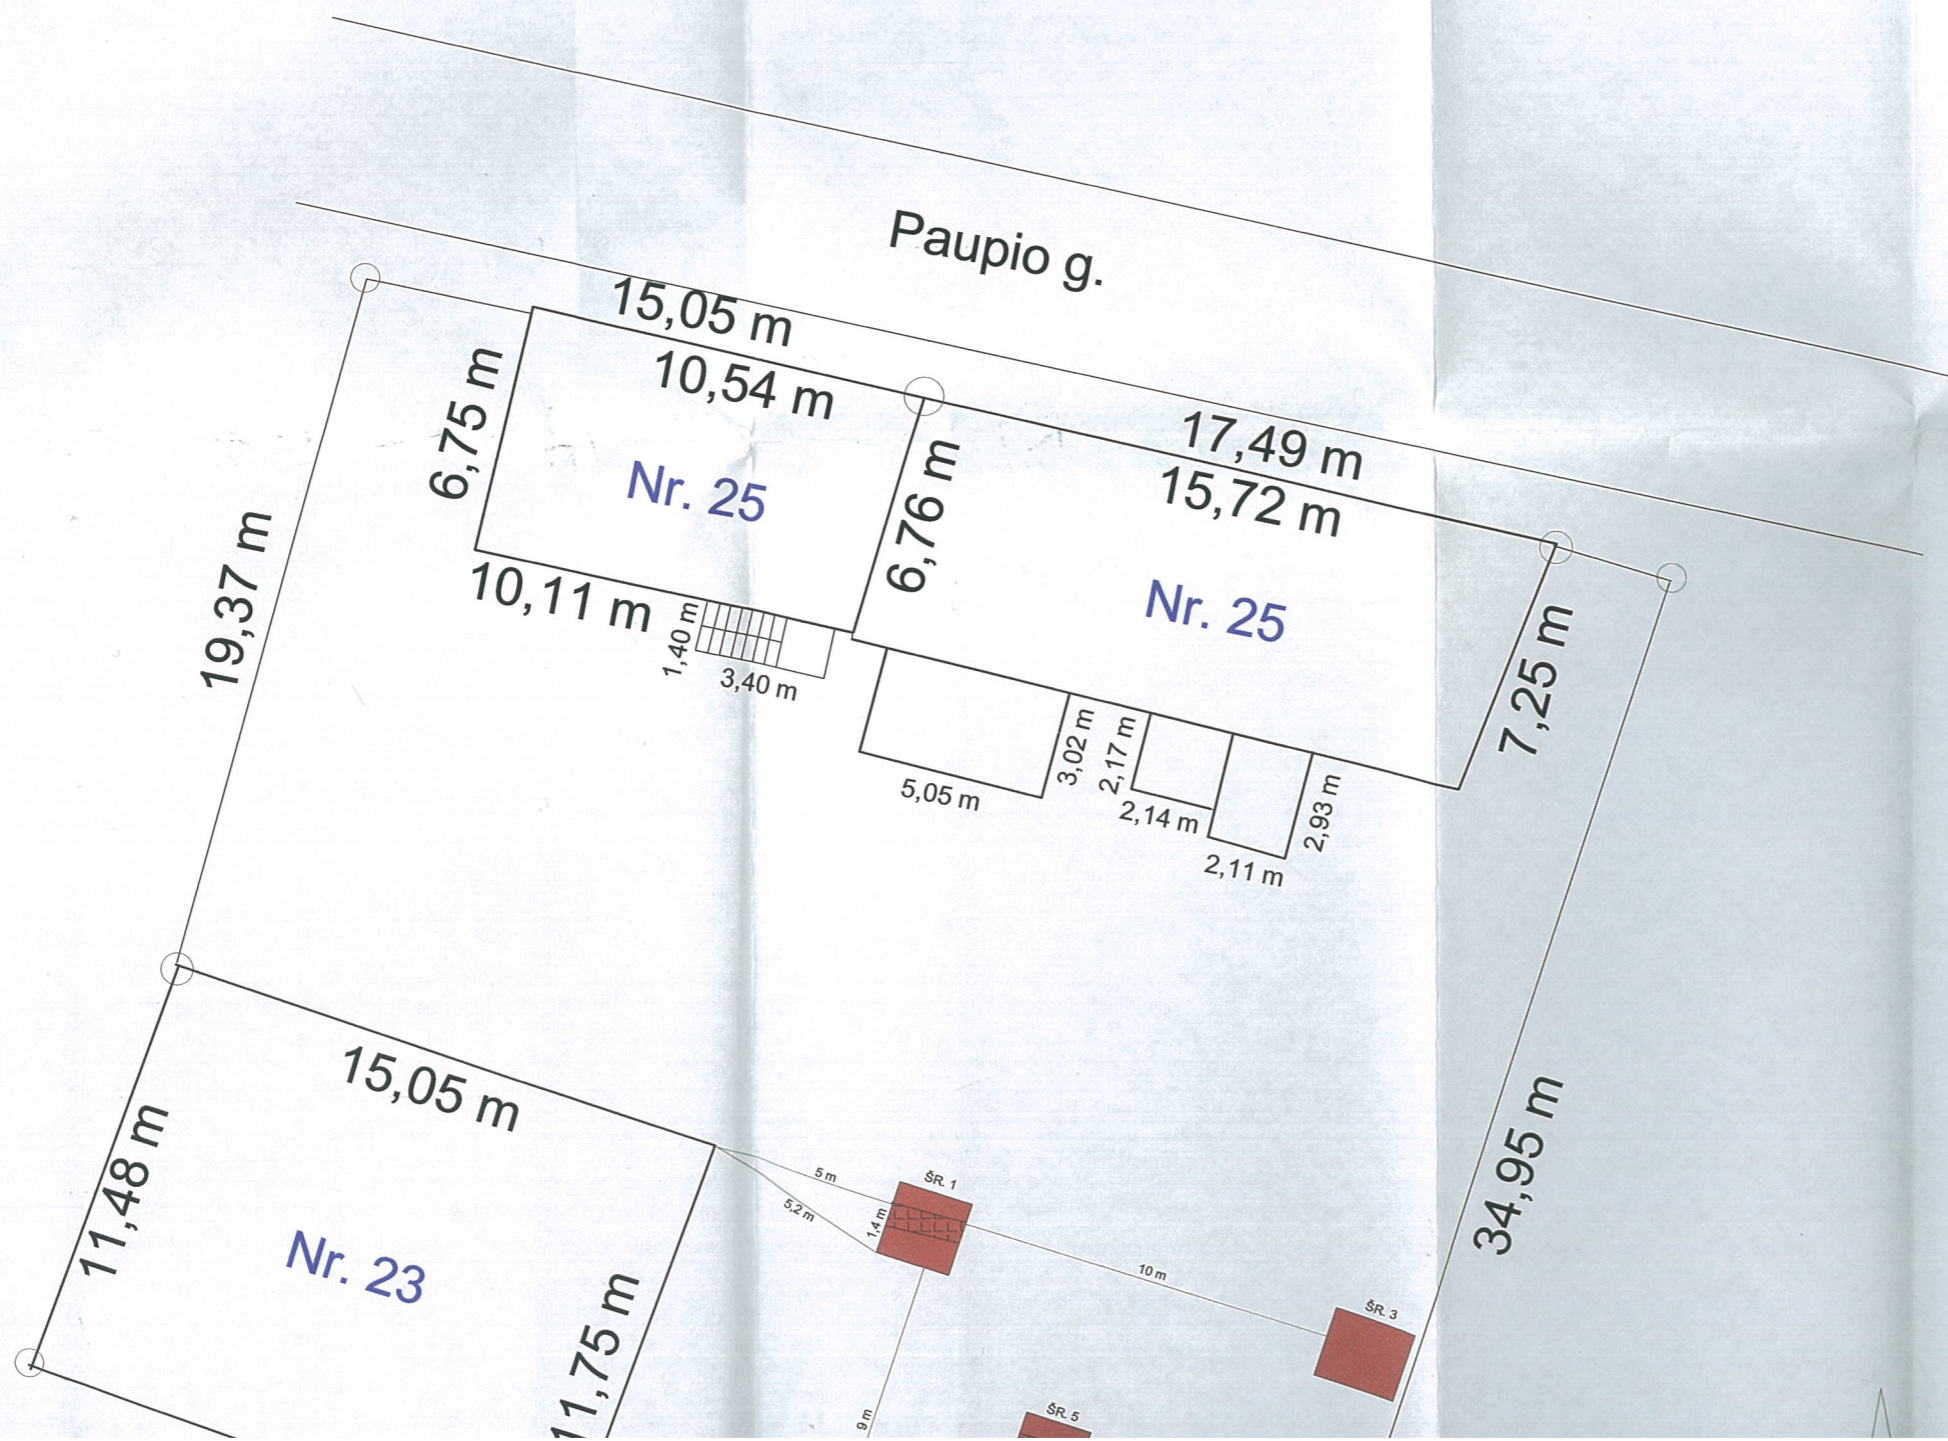 Paupio g.
15,05 m
10,54 m
6,75 m
Nr. 25
6,76 m
17,49 m
15,72 m
Nr. 25
19,37 m
10,11 m
1,40 m
3,40 m
7,25 m
3,02 m
2,17 m
5,05 m
2,14 m
2,93 m
2,11 m
15,05 m
34,95 m
11,48 m
5 m
ŠR. 1
5,2 m
1,4 m
Nr. 23
10 m
ŠR. 3
11,75 m
9 m
ŠR. 5